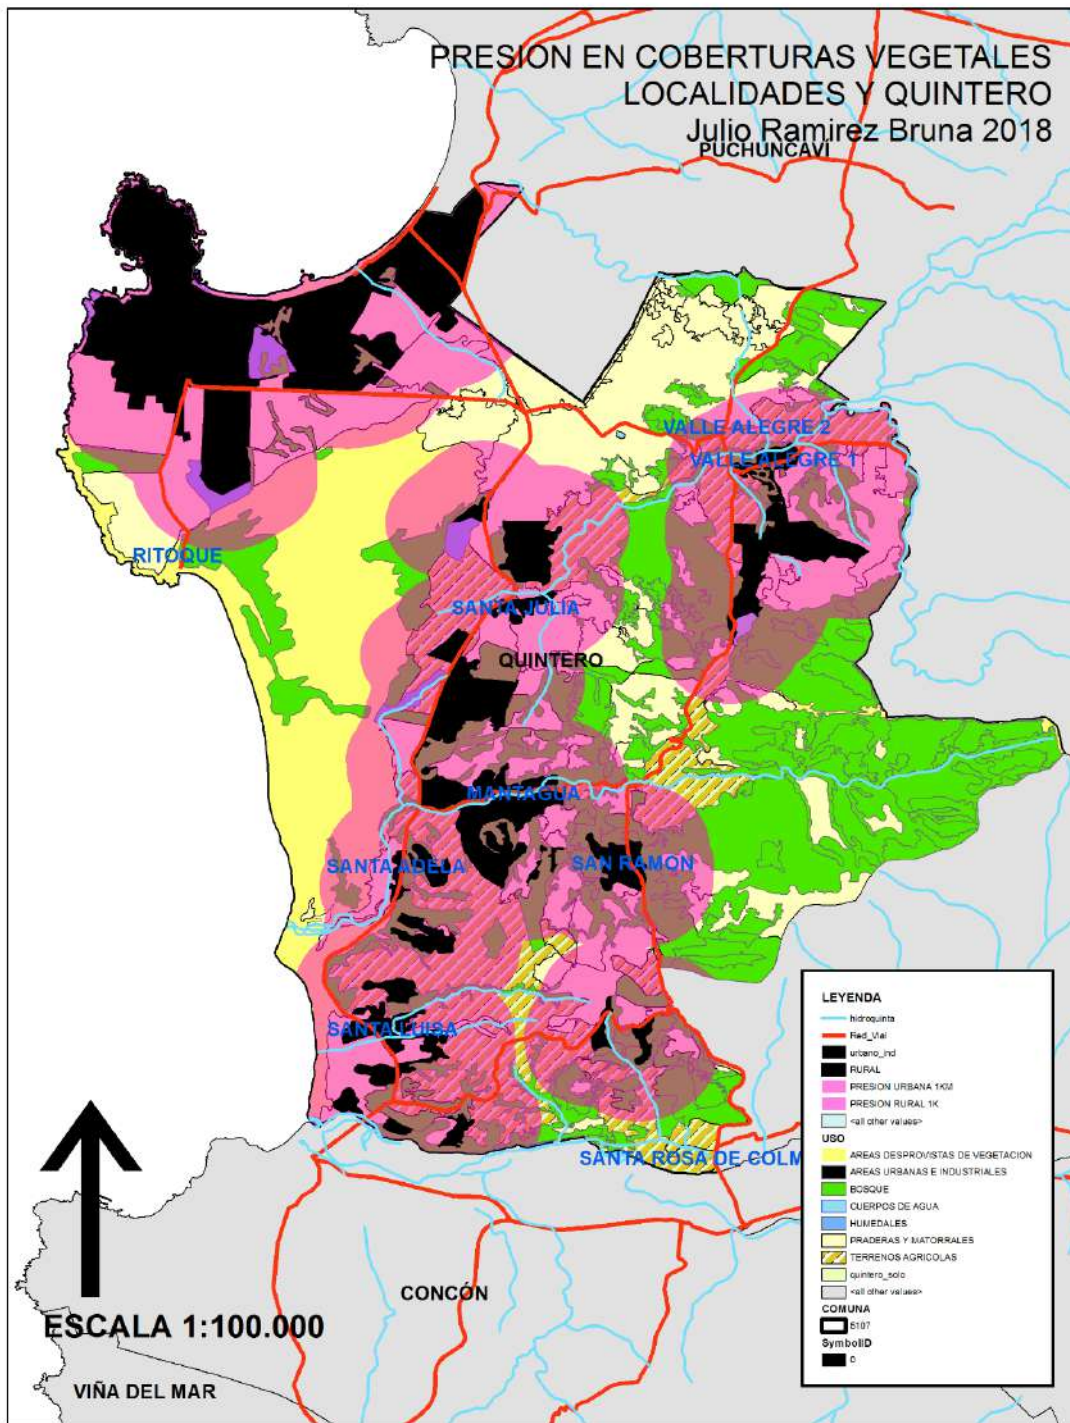 PRESION EN COBERTURAS VEGETALES
LOCALIDADES Y QUINTERO
Julio Ramirez Bruna 2018
PUCHUNCAVÍ
VALLE ALEGRE 2
VALLE ALEGRE 1
RITOQUE
SANTA JULIA
QUINTERO
MANTAGUA
SANTA ADELA
SAN RAMON
SANTA LUISA
SANTA ROSA DE COLM
CONCÓN
ESCALA 1:100.000
VIÑA DEL MAR
LEYENDA
hidroquinta
Red_Vial
urbano_ind
RURAL
PRESION URBANA 1KM
PRESION RURAL 1K
<all other values>
USO
AREAS DESPROVISTAS DE VEGETACION
AREAS URBANAS E INDUSTRIALES
BOSQUE
CUERPOS DE AGUA
HUMEDALES
PRADERAS Y MATORRALES
TERRENOS AGRICOLAS
quintero_solo
<all other values>
COMUNA
5107
SymbolID
0